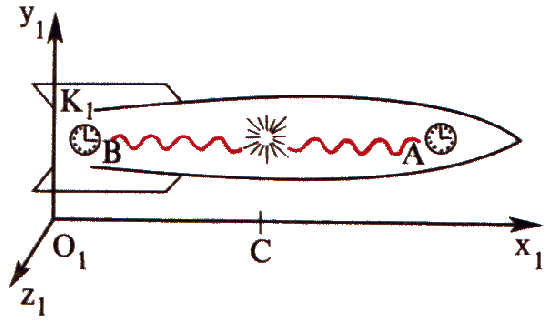 y₁
K₁
B A
O₁ C x₁
z₁